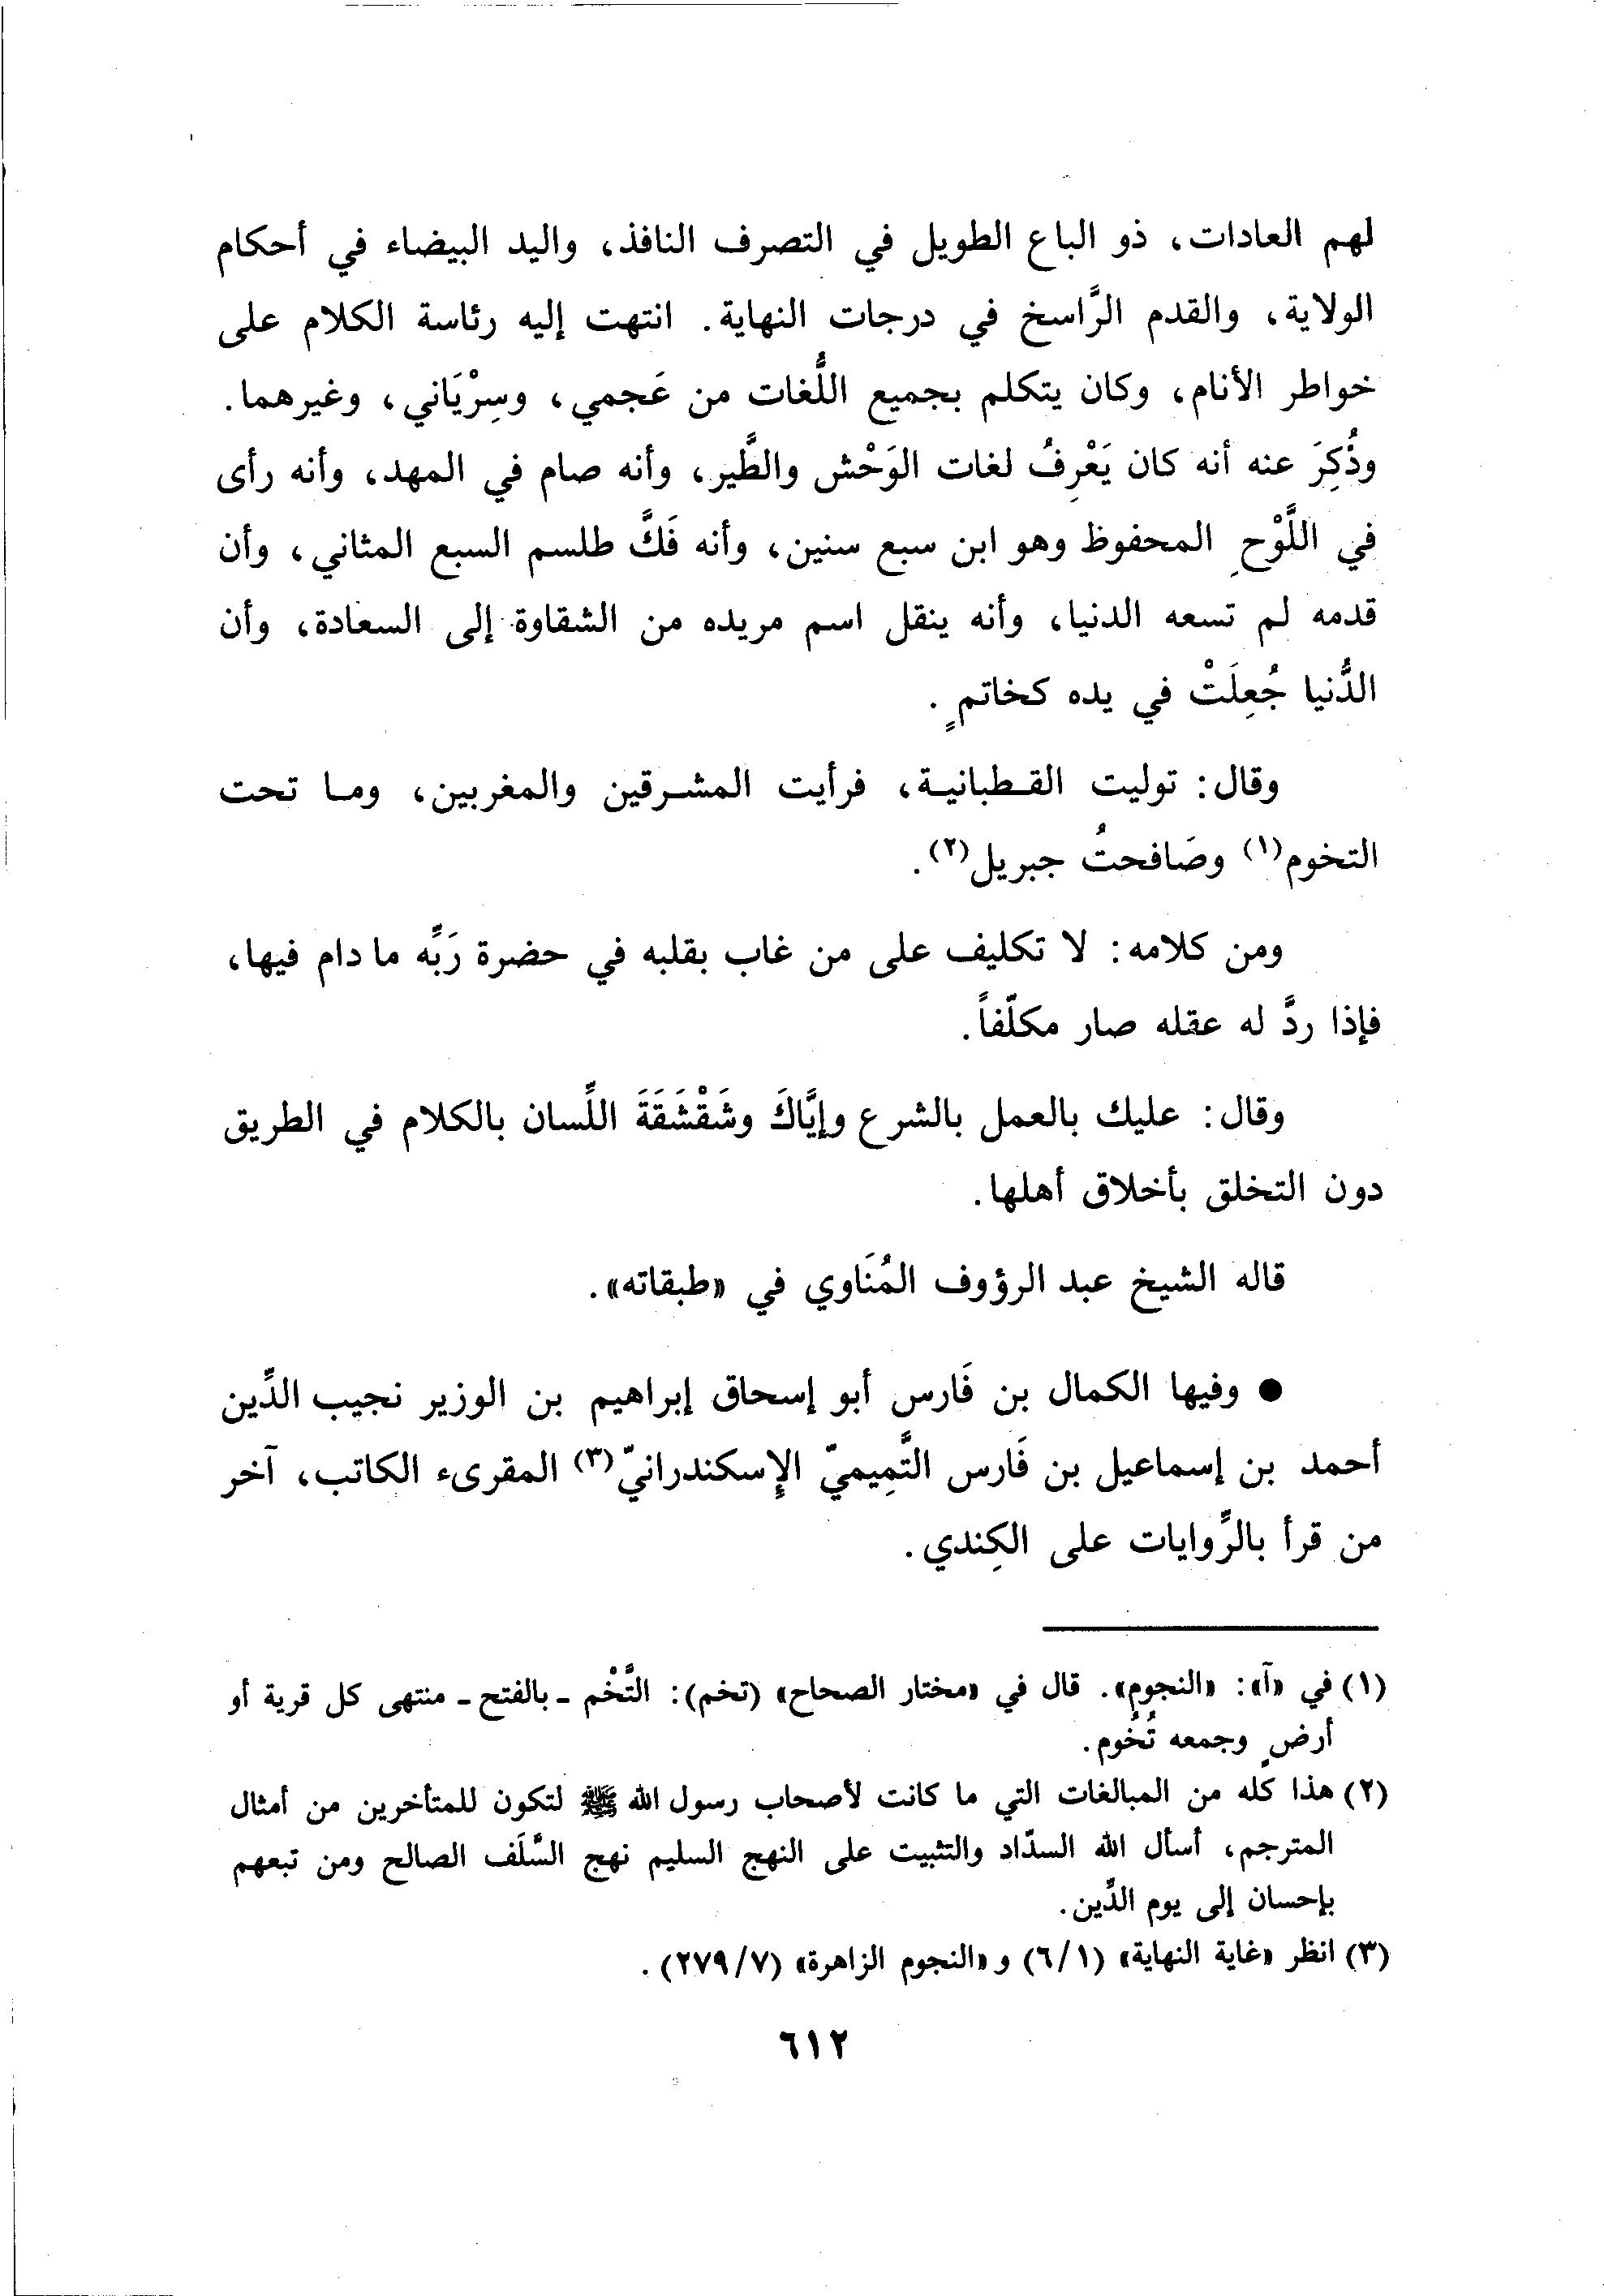 لهم العادات، ذو الباع الطويل في التصرف النافذ، واليد البيضاء في أحكام
الولاية، والقدم الرَّاسخ في درجات النهاية. انتهت إليه رئاسة الكلام على
خواطر الأنام، وكان يتكلم بجميع اللُّغات من عَجمي، وسِرْيَاني، وغيرهما.
وذُكِرَ عنه أنه كان يَعْرِفُ لغات الوَحْش والطَّير، وأنه صام في المهد، وأنه رأى
في اللَّوْحِ المحفوظ وهو ابن سبع سنين، وأنه فَكَّ طلسم السبع المثاني، وأن
قدمه لم تسعه الدنيا، وأنه ينقل اسم مريده من الشقاوة إلى السعادة، وأن
الدُّنيا جُعِلَتْ في يده كخاتمٍ.
وقال: توليت القطبانية، فرأيت المشرقين والمغربين، وما تحت
التخوم(١) وصَافحتُ جبريل(٢).
ومن كلامه: لا تكليف على من غاب بقلبه في حضرة رَبِّه ما دام فيها،
فإذا ردَّ له عقله صار مكلّفاً.
وقال: عليك بالعمل بالشرع وإيَّاكَ وشَقْشَقَةَ اللِّسان بالكلام في الطريق
دون التخلق بأخلاق أهلها.
قاله الشيخ عبد الرؤوف المُنَاوي في «طبقاته».
● وفيها الكمال بن فَارس أبو إسحاق إبراهيم بن الوزير نجيب الدِّين
أحمد بن إسماعيل بن فَارس التَّمِيميّ الإسكندرانيّ(٣) المقرىء الكاتب، آخر
من قرأ بالرِّوايات على الكِندي.
(١) في «آ»: «النجوم». قال في «مختار الصحاح» (تخم): التَّخْم ـ بالفتح ـ منتهى كل قرية أو
أرضٍ وجمعه تُخُوم.
(٢) هذا كله من المبالغات التي ما كانت لأصحاب رسول الله ﷺ لتكون للمتأخرين من أمثال
المترجم، أسأل الله السدّاد والتثبيت على النهج السليم نهج السَّلَف الصالح ومن تبعهم
بإحسان إلى يوم الدِّين.
(٣) انظر «غاية النهاية» (٦/١) و «النجوم الزاهرة» (٢٧٩/٧).
٦١٢